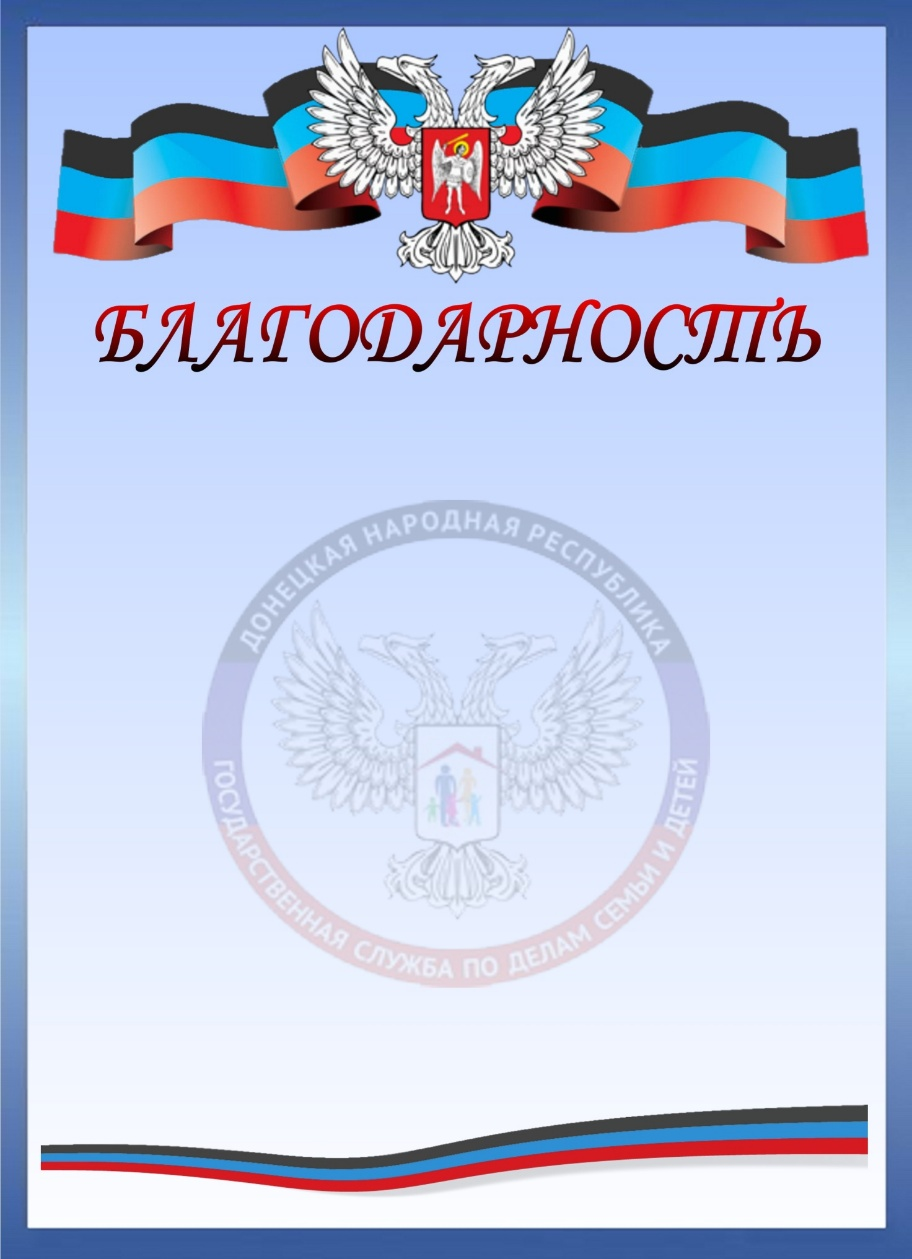 БЛАГОДАРНОСТЬ
ДОНЕЦКАЯ НАРОДНАЯ РЕСПУБЛИКА
ГОСУДАРСТВЕННАЯ СЛУЖБА ПО ДЕЛАМ СЕМЬИ И ДЕТЕЙ